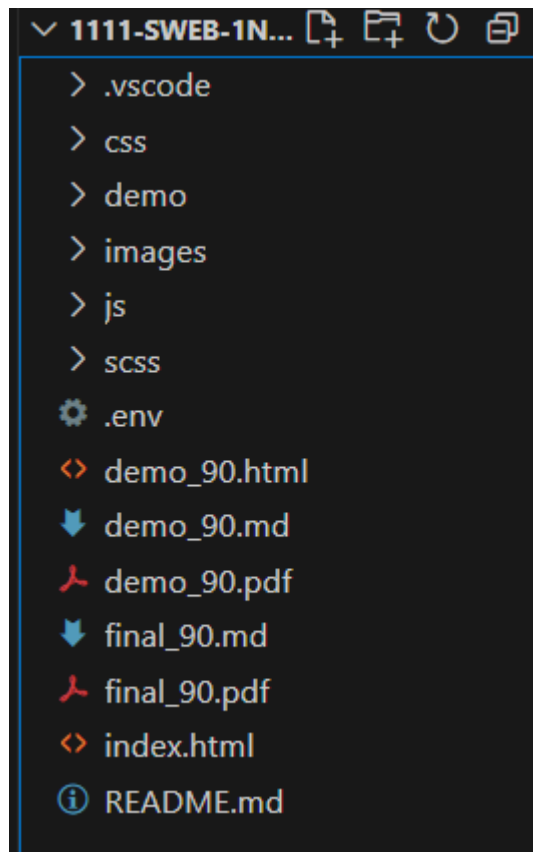 1111-SWEB-1N...
.vscode
css
demo
images
js
scss
.env
demo_90.html
demo_90.md
demo_90.pdf
final_90.md
final_90.pdf
index.html
README.md